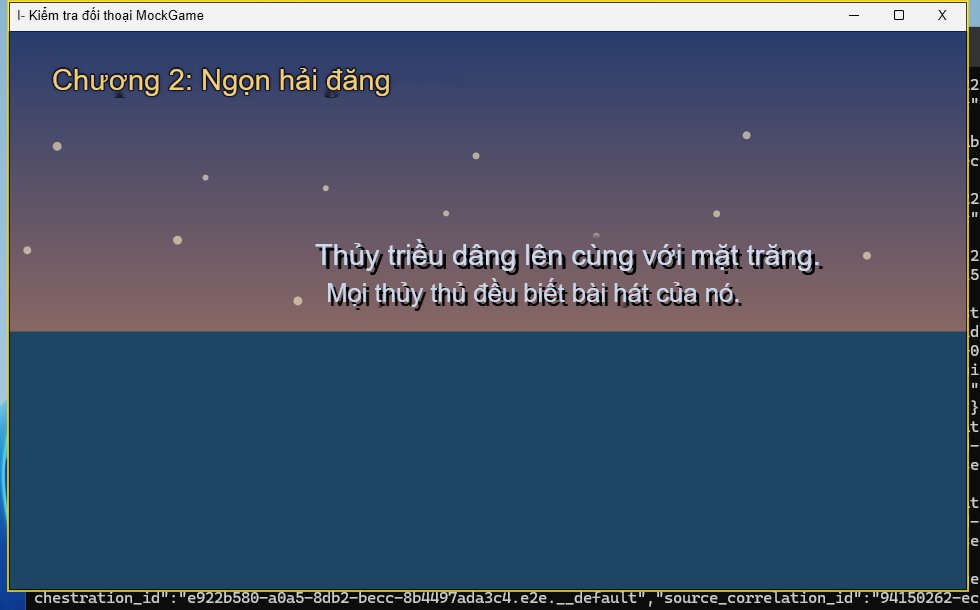 I- Kiểm tra đối thoại MockGame
Chương 2: Ngọn hải đăng
Thủy triều dâng lên cùng với mặt trăng.
Mọi thủy thủ đều biết bài hát của nó.
chestration_id":"e922b580-a0a5-8db2-becc-8b4497ada3c4.e2e.__default","source_correlation_id":"94150262-e